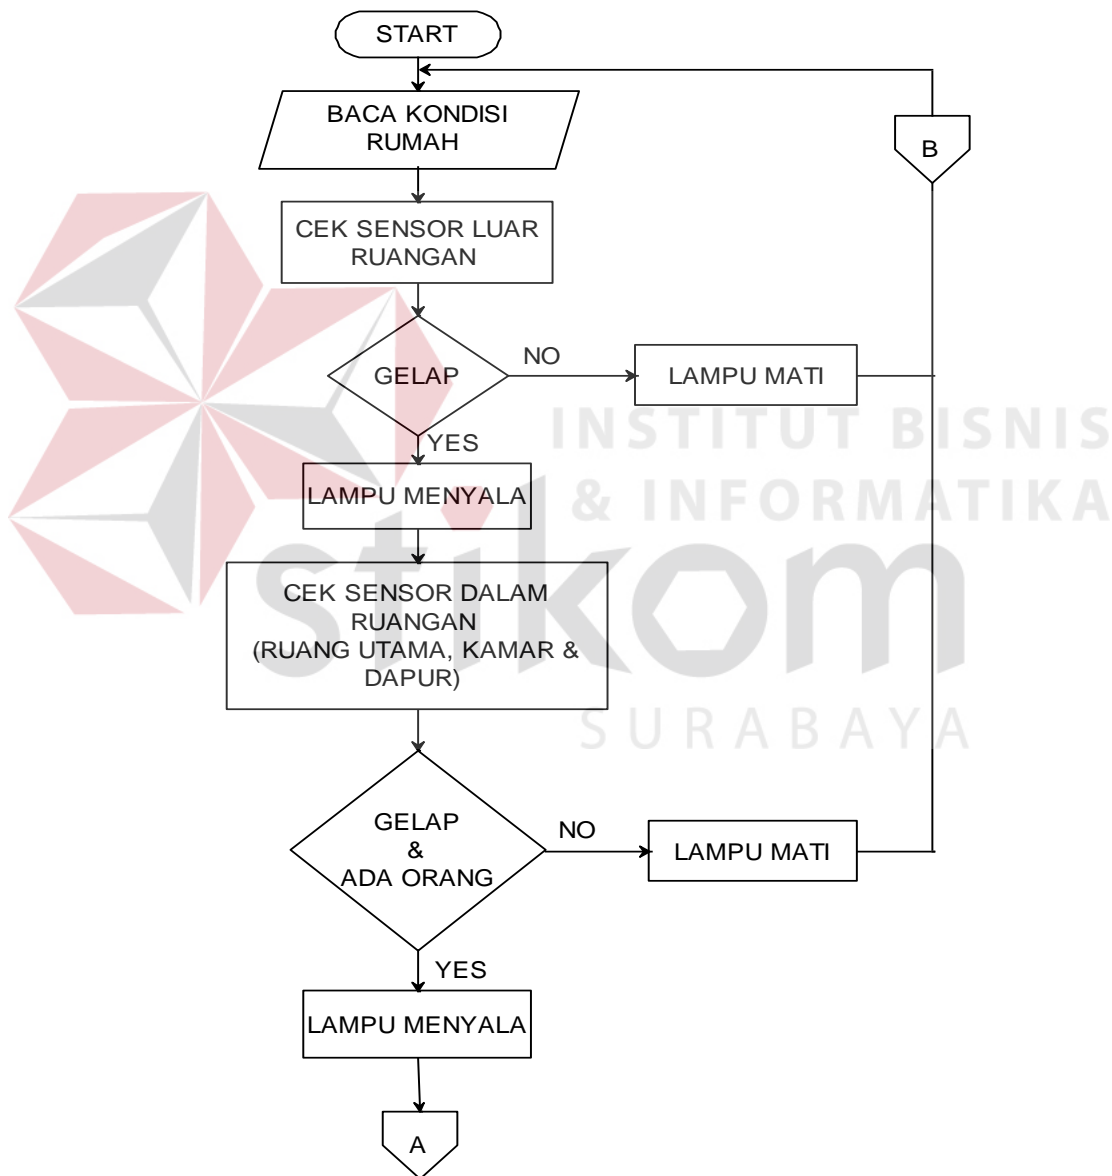 START
BACA KONDISI
RUMAH
B
CEK SENSOR LUAR
RUANGAN
GELAP
NO
LAMPU MATI
YES
LAMPU MENYALA
CEK SENSOR DALAM
RUANGAN
(RUANG UTAMA, KAMAR &
DAPUR)
GELAP
&
ADA ORANG
NO
LAMPU MATI
YES
LAMPU MENYALA
A
INSTITUT BISNIS
& INFORMATIKA
stikom
SURABAYA